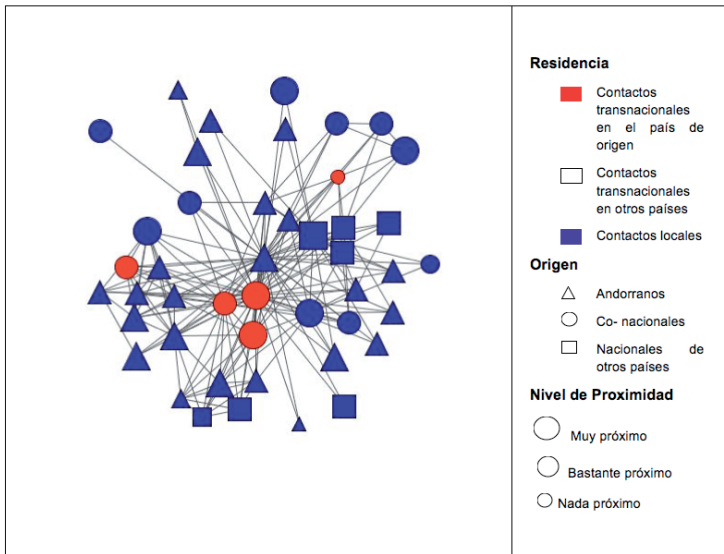 Residencia
Contactos
transnacionales
en el país de
origen
Contactos
transnacionales
en otros países
Contactos locales
Origen
Andorranos
Co- nacionales
Nacionales de
otros países
Nivel de Proximidad
Muy próximo
Bastante próximo
Nada próximo